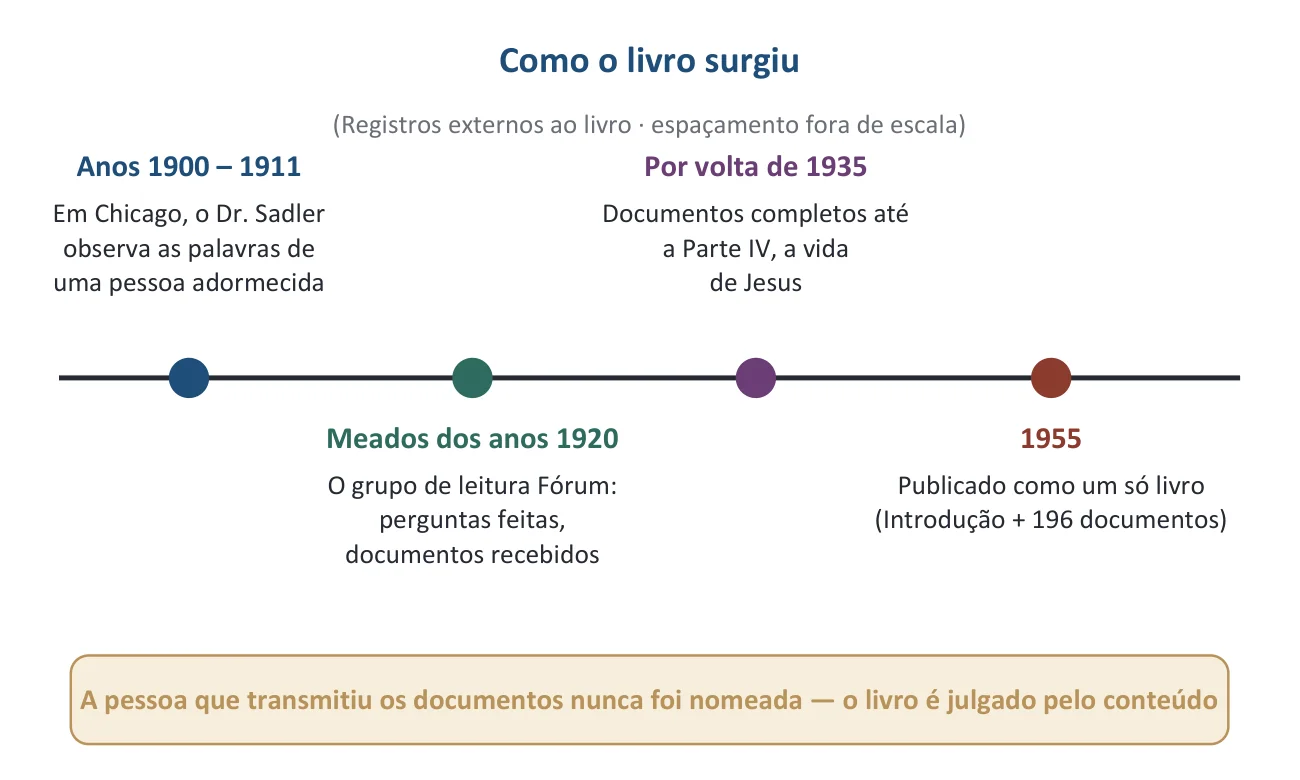 Como o livro surgiu
(Registros externos ao livro · espaçamento fora de escala)
Anos 1900 – 1911
Em Chicago, o Dr. Sadler
observa as palavras de
uma pessoa adormecida
Por volta de 1935
Documentos completos até
a Parte IV, a vida
de Jesus
Meados dos anos 1920
O grupo de leitura Fórum:
perguntas feitas,
documentos recebidos
1955
Publicado como um só livro
(Introdução + 196 documentos)
A pessoa que transmitiu os documentos nunca foi nomeada — o livro é julgado pelo conteúdo